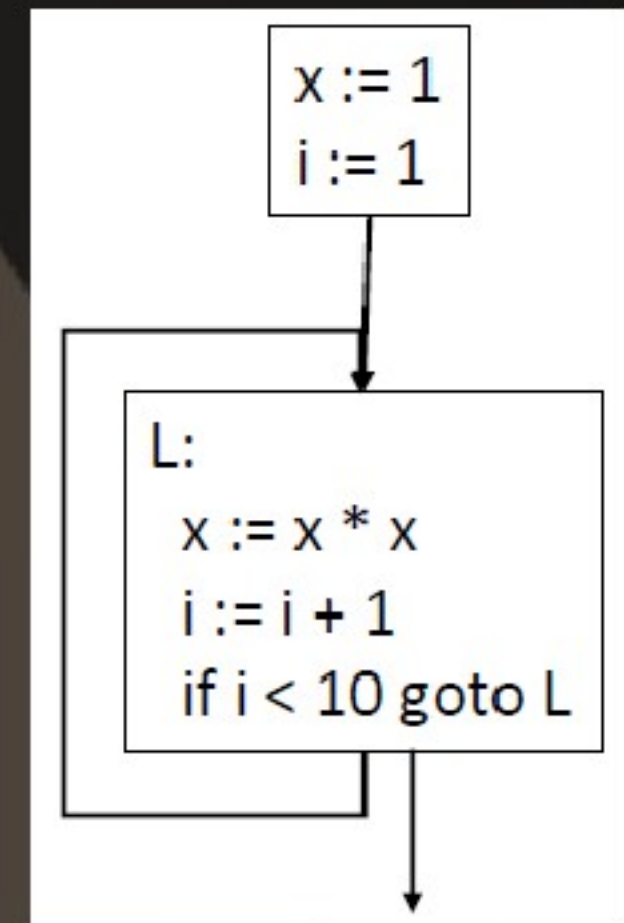 x := 1
i := 1
L:
x := x * x
i := i + 1
if i < 10 goto L